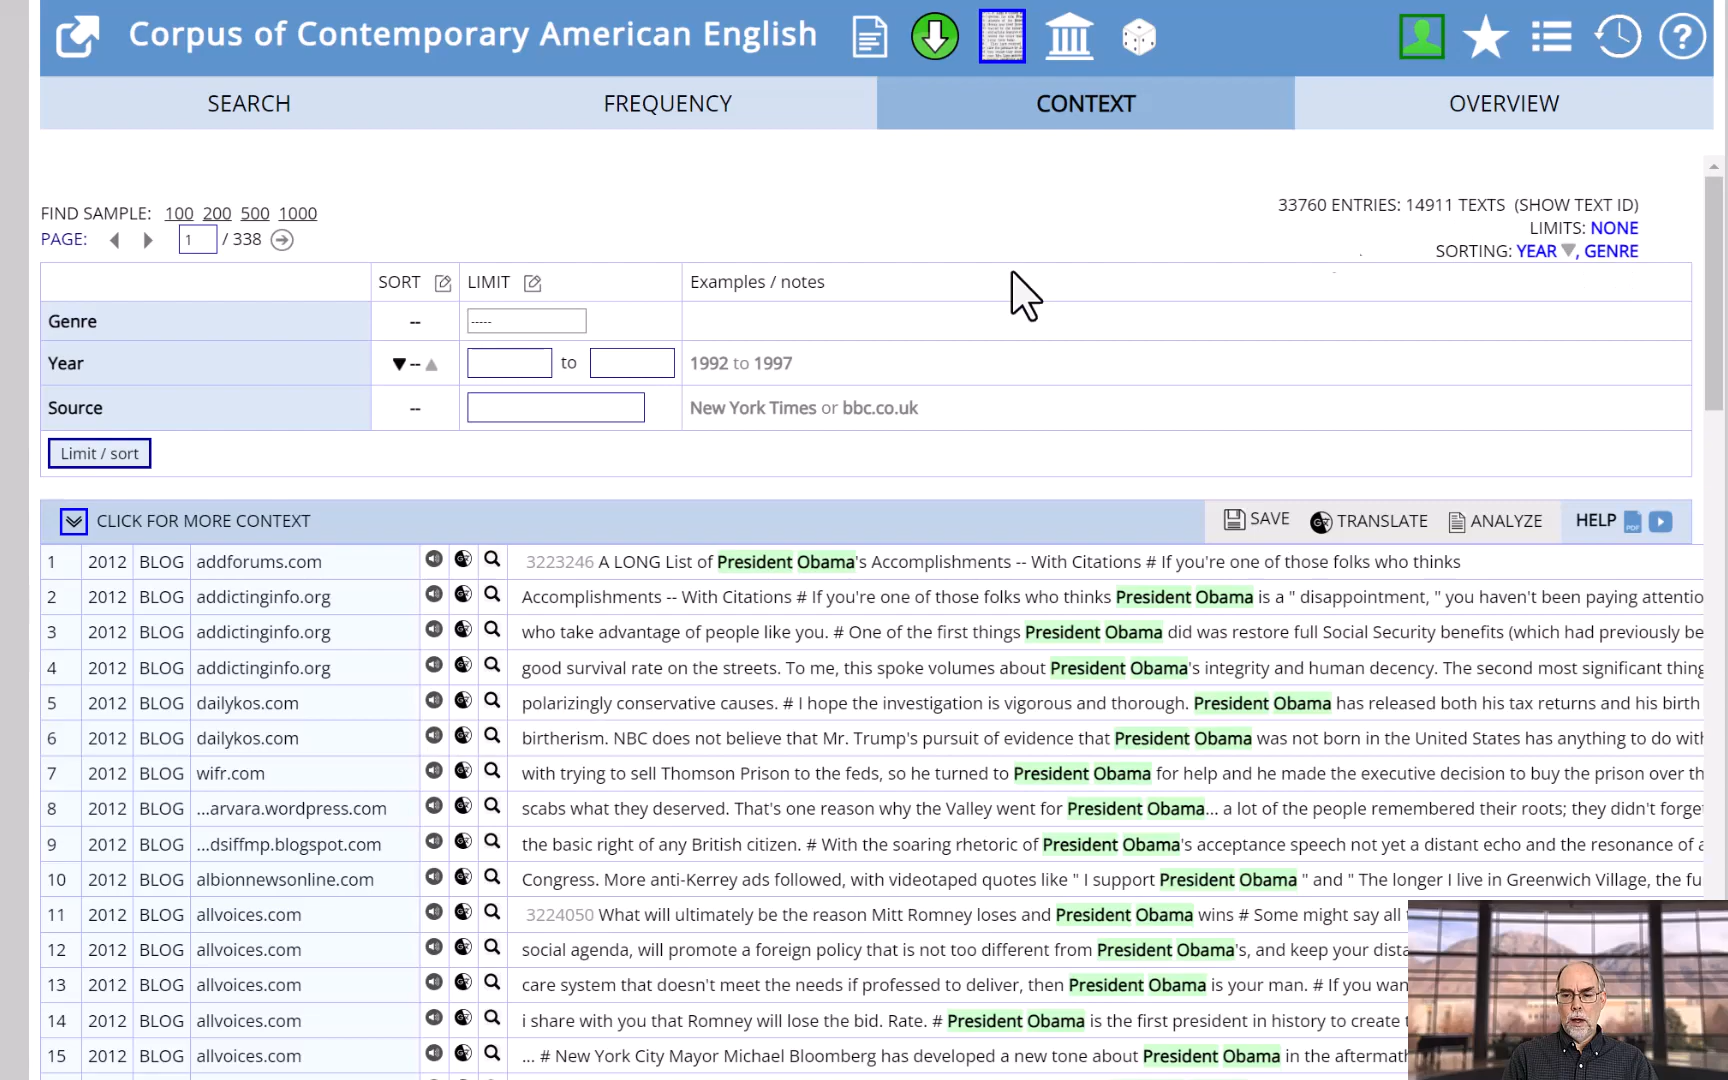 Corpus of Contemporary American English
SEARCH FREQUENCY CONTEXT OVERVIEW
FIND SAMPLE: 100 200 500 1000
PAGE: 1 / 338
33760 ENTRIES: 14911 TEXTS (SHOW TEXT ID)
LIMITS: NONE
SORTING: YEAR, GENRE
SORT LIMIT Examples / notes
Genre -- -----
Year -- to 1992 to 1997
Source -- New York Times or bbc.co.uk
Limit / sort
CLICK FOR MORE CONTEXT SAVE TRANSLATE ANALYZE HELP
1 2012 BLOG addforums.com 3223246 A LONG List of President Obama's Accomplishments -- With Citations # If you're one of those folks who thinks
2 2012 BLOG addictinginfo.org Accomplishments -- With Citations # If you're one of those folks who thinks President Obama is a " disappointment, " you haven't been paying attentio
3 2012 BLOG addictinginfo.org who take advantage of people like you. # One of the first things President Obama did was restore full Social Security benefits (which had previously be
4 2012 BLOG addictinginfo.org good survival rate on the streets. To me, this spoke volumes about President Obama's integrity and human decency. The second most significant thing
5 2012 BLOG dailykos.com polarizingly conservative causes. # I hope the investigation is vigorous and thorough. President Obama has released both his tax returns and his birth
6 2012 BLOG dailykos.com birtherism. NBC does not believe that Mr. Trump's pursuit of evidence that President Obama was not born in the United States has anything to do with
7 2012 BLOG wifr.com with trying to sell Thomson Prison to the feds, so he turned to President Obama for help and he made the executive decision to buy the prison over th
8 2012 BLOG ...arvara.wordpress.com scabs what they deserved. That's one reason why the Valley went for President Obama... a lot of the people remembered their roots; they didn't forge
9 2012 BLOG ...dsiffmp.blogspot.com the basic right of any British citizen. # With the soaring rhetoric of President Obama's acceptance speech not yet a distant echo and the resonance of a
10 2012 BLOG albionnewsonline.com Congress. More anti-Kerrey ads followed, with videotaped quotes like " I support President Obama " and " The longer I live in Greenwich Village, the fu
11 2012 BLOG allvoices.com 3224050 What will ultimately be the reason Mitt Romney loses and President Obama wins # Some might say all
12 2012 BLOG allvoices.com social agenda, will promote a foreign policy that is not too different from President Obama's, and keep your dista
13 2012 BLOG allvoices.com care system that doesn't meet the needs if professed to deliver, then President Obama is your man. # If you wan
14 2012 BLOG allvoices.com i share with you that Romney will lose the bid. Rate. # President Obama is the first president in history to create
15 2012 BLOG allvoices.com ... # New York City Mayor Michael Bloomberg has developed a new tone about President Obama in the aftermath